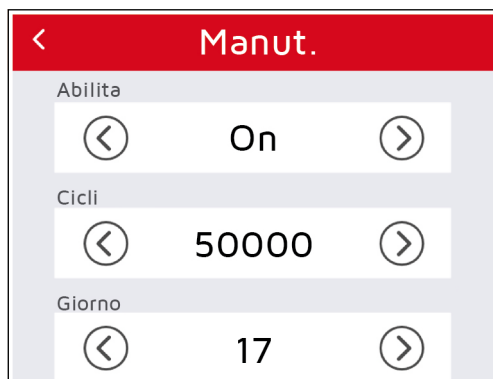 Manut.
Abilita
On
Cicli
50000
Giorno
17